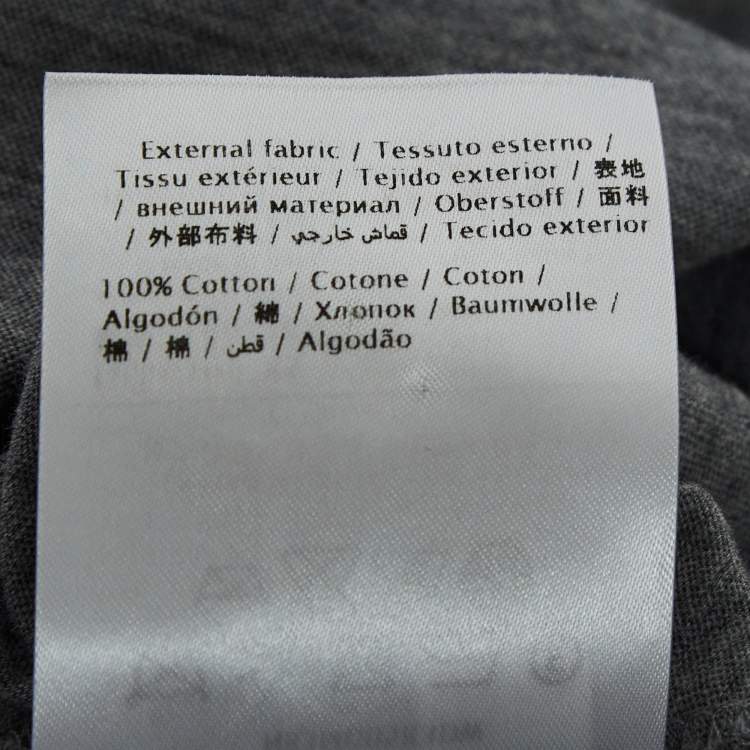 External fabric / Tessuto esterno /
Tissu extérieur / Tejido exterior / 表地
/ внешний материал / Oberstoff / 面料
/ 外部布料 / قماش خارجي / Tecido exterior
100% Cotton / Cotone / Coton /
Algodón / 綿 / Хлопок / Baumwolle /
棉 / 棉 / قطن / Algodão